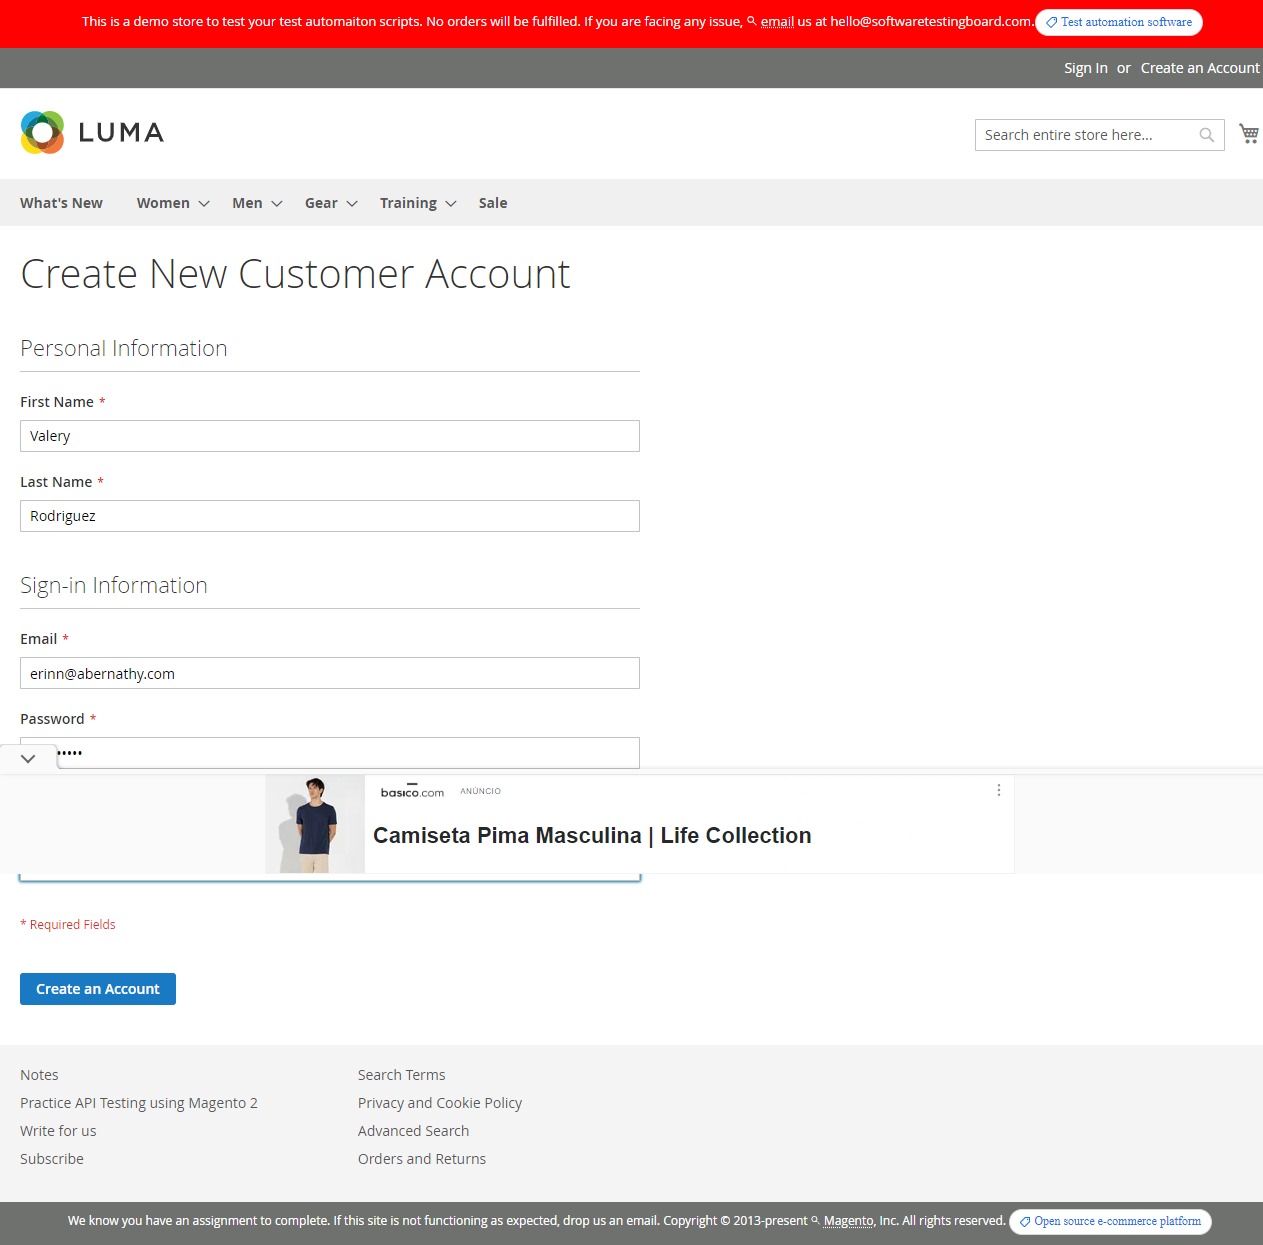 This is a demo store to test your test automaiton scripts. No orders will be fulfilled. If you are facing any issue, email us at hello@softwaretestingboard.com. Test automation software
Sign In or Create an Account
LUMA
Search entire store here...
What's New Women Men Gear Training Sale
Create New Customer Account
Personal Information
First Name *
Valery
Last Name *
Rodriguez
Sign-in Information
Email *
erinn@abernathy.com
Password *
•••••
basico.com ANÚNCIO
Camiseta Pima Masculina | Life Collection
* Required Fields
Create an Account
Notes Search Terms
Practice API Testing using Magento 2 Privacy and Cookie Policy
Write for us Advanced Search
Subscribe Orders and Returns
We know you have an assignment to complete. If this site is not functioning as expected, drop us an email. Copyright © 2013-present Magento, Inc. All rights reserved. Open source e-commerce platform